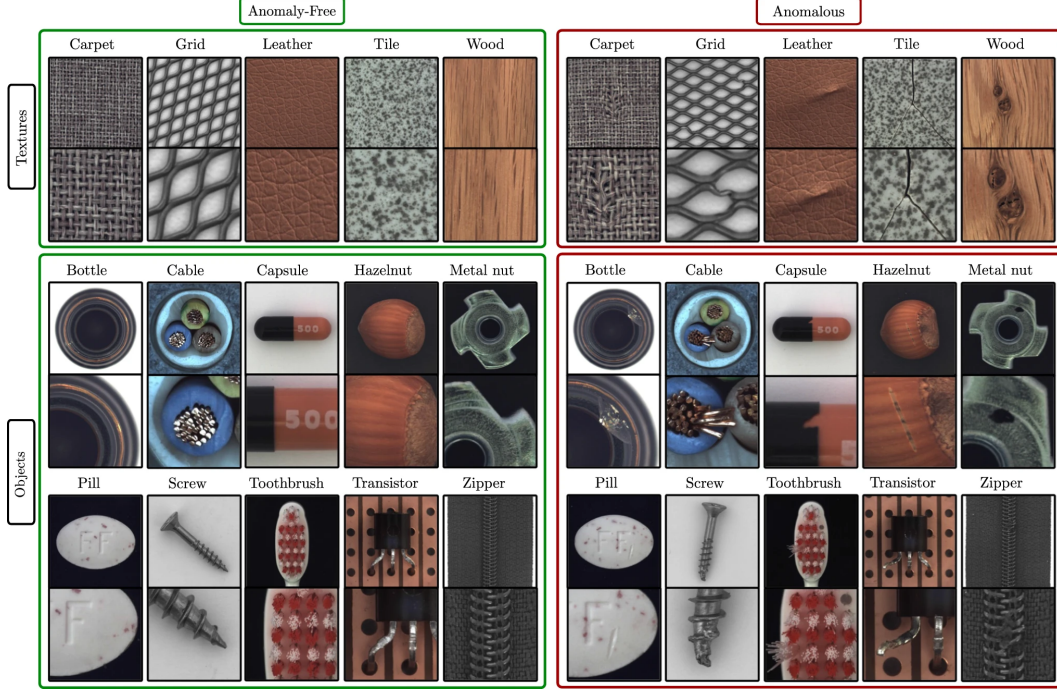 Anomaly-Free
Anomalous
Textures
Carpet Grid Leather Tile Wood
Carpet Grid Leather Tile Wood
Objects
Bottle Cable Capsule Hazelnut Metal nut
Bottle Cable Capsule Hazelnut Metal nut
500
500
500
Pill Screw Toothbrush Transistor Zipper
Pill Screw Toothbrush Transistor Zipper
FF
FF
F
F